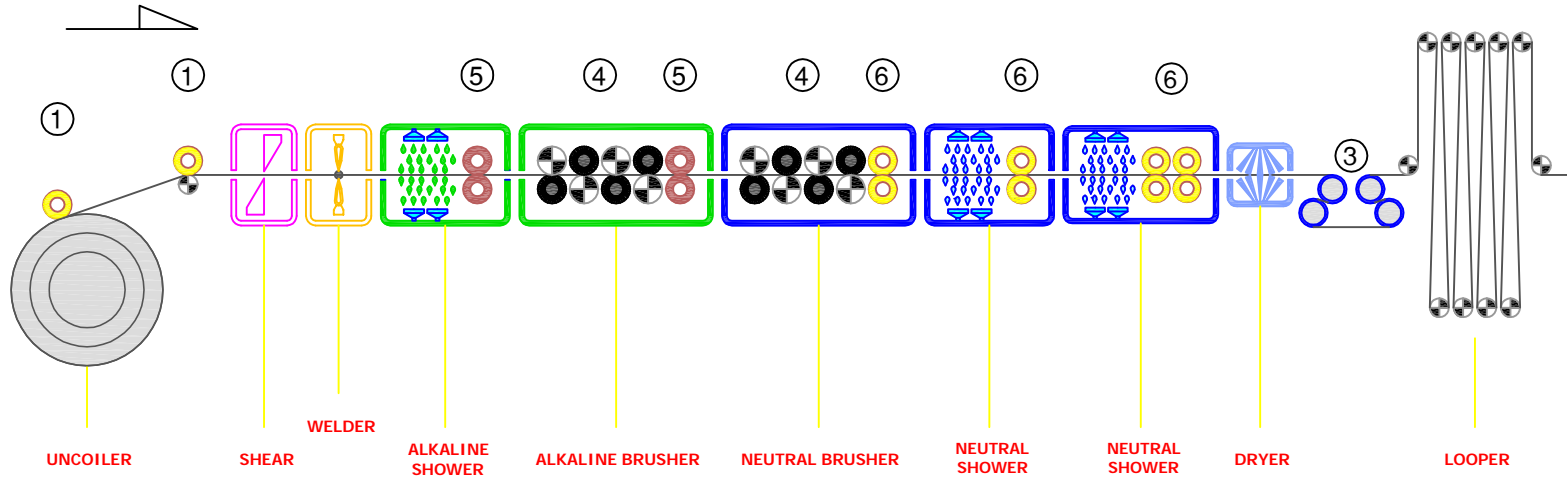 1
1
5
4
5
4
6
6
6
3
UNCOILER
SHEAR
WELDER
ALKALINE
SHOWER
ALKALINE BRUSHER
NEUTRAL BRUSHER
NEUTRAL
SHOWER
NEUTRAL
SHOWER
DRYER
LOOPER